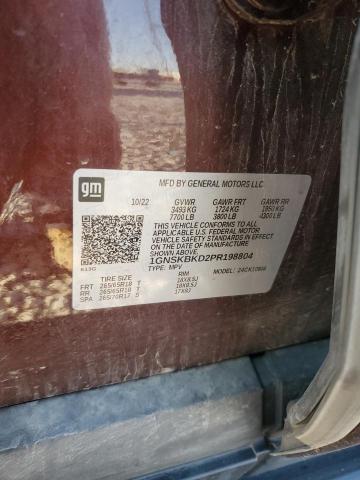 gm
MFD BY GENERAL MOTORS LLC
10/22 GVWR GAWR FRT GAWR RR
3493 KG 1724 KG 1950 KG
7700 LB 3800 LB 4300 LB
THIS VEHICLE CONFORMS TO ALL APPLICABLE
U.S. FEDERAL MOTOR
VEHICLE SAFETY STANDARDS IN EFFECT
ON THE DATE OF MANUFACTURE
SHOWN ABOVE.
1GNSKBKD2PR198804
TYPE: MPV
TIRE SIZE RIM
FRT 265/65R18 T 18X8.5J
RR 265/65R18 T 18X8.5J
SPA 265/70R17 S 17X8J